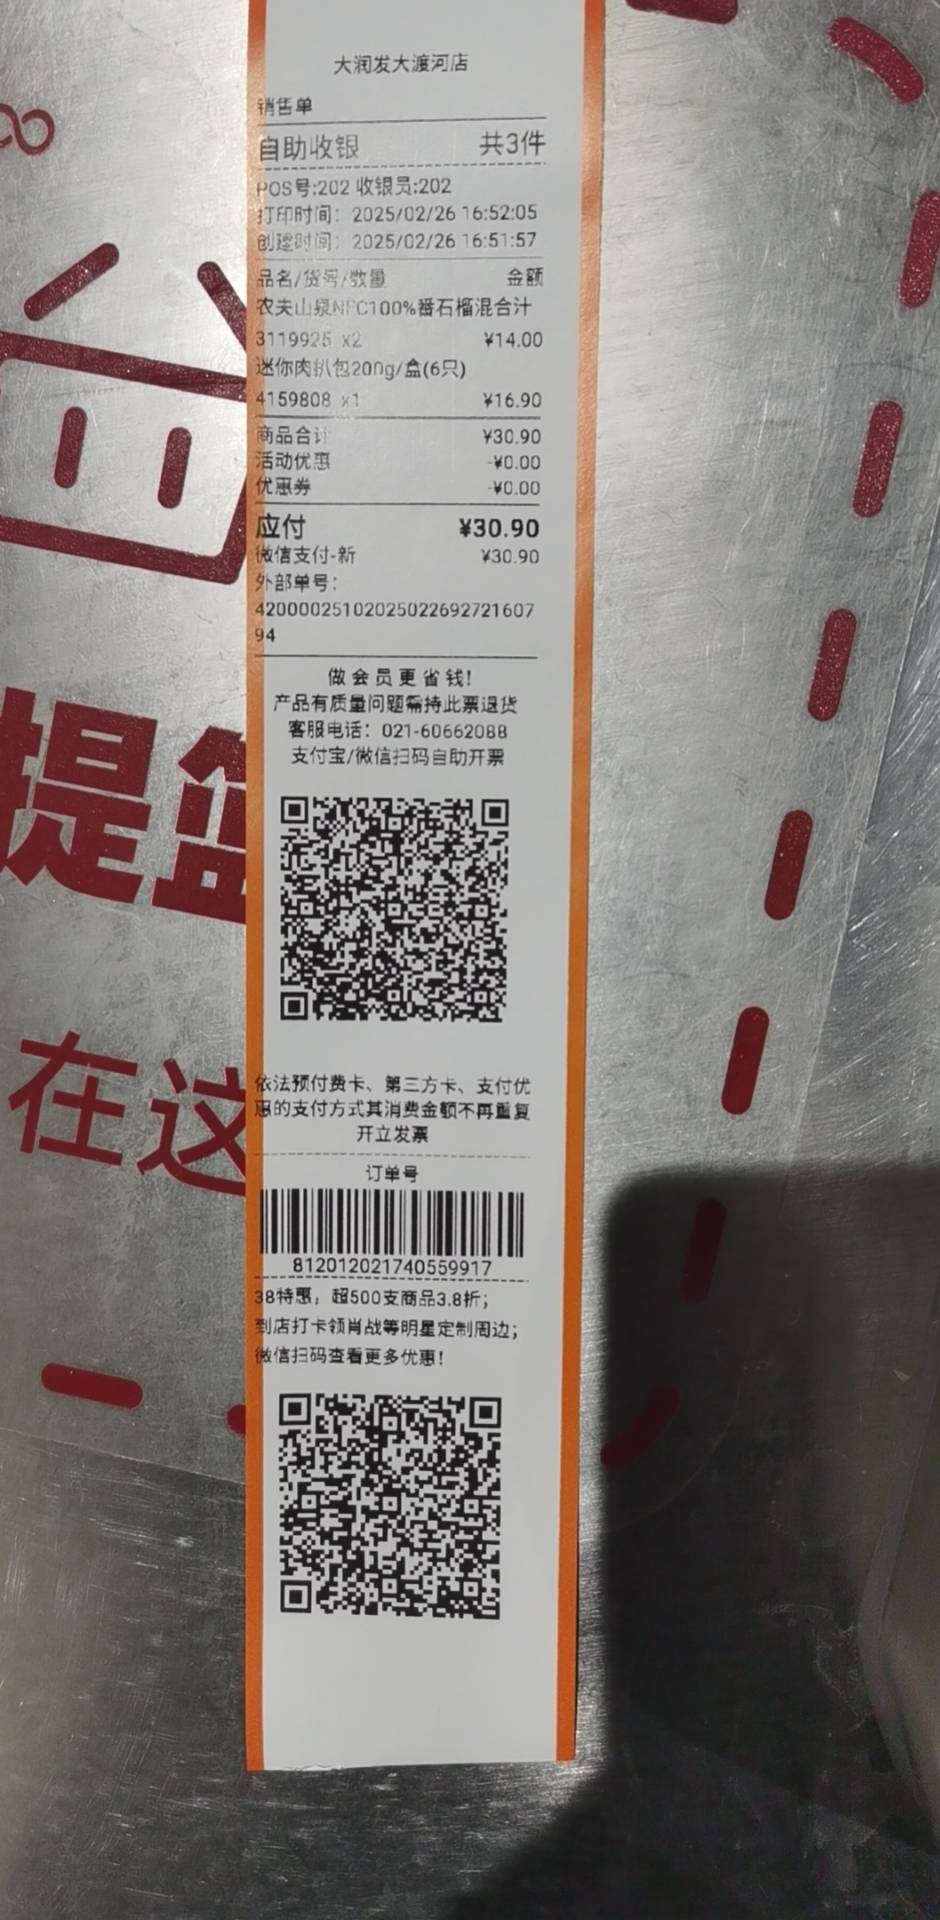 8
大润发大渡河店
销售单
自助收银 共3件
POS号:202 收银员:202
打印时间: 2025/02/26 16:52:05
创建时间: 2025/02/26 16:51:57
品名/货号/数量 金额
农夫山泉NFC100%番石榴混合汁
3119925 x2 ¥14.00
迷你肉扒包200g/盒(6只)
4159808 x1 ¥16.90
商品合计 ¥30.90
活动优惠 -¥0.00
优惠券 -¥0.00
应付 ¥30.90
微信支付-新 ¥30.90
外部单号:
42000025102025022692721607
94
做会员更省钱!
产品有质量问题需持此票退货
客服电话: 021-60662088
支付宝/微信扫码自助开票
提篮
在这
依法预付费卡、第三方卡、支付优
惠的支付方式其消费金额不再重复
开立发票
订单号
812012021740559917
38特惠, 超500支商品3.8折;
到店打卡领肖战等明星定制周边;
微信扫码查看更多优惠!